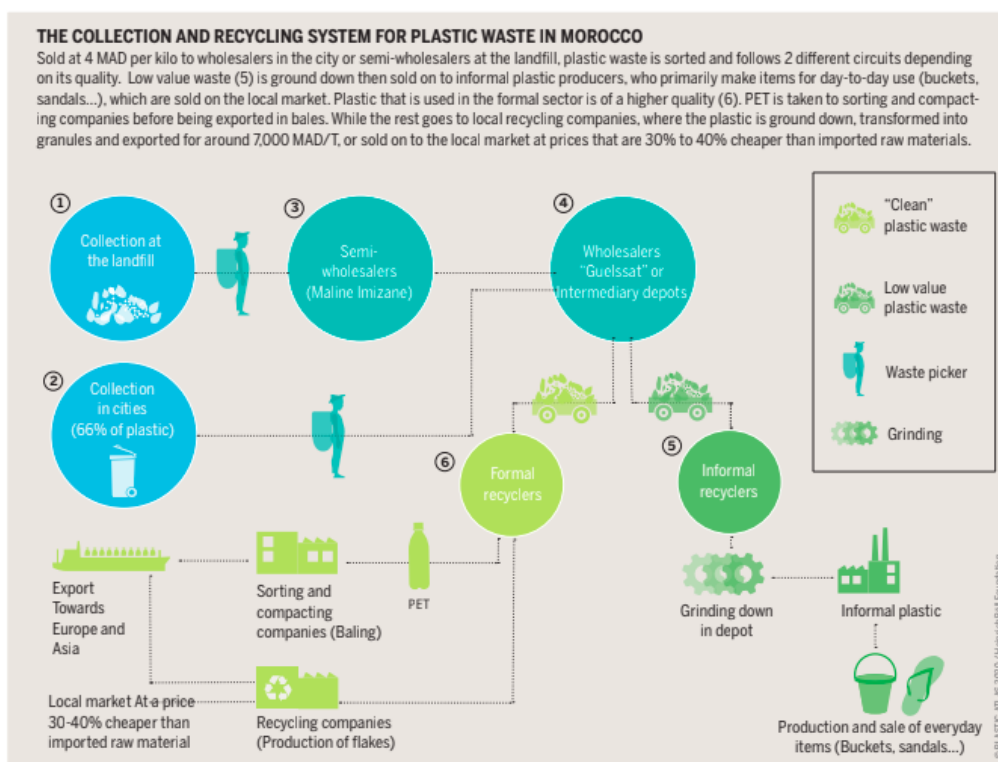 THE COLLECTION AND RECYCLING SYSTEM FOR PLASTIC WASTE IN MOROCCO
Sold at 4 MAD per kilo to wholesalers in the city or semi-wholesalers at the landfill, plastic waste is sorted and follows 2 different circuits depending
on its quality. Low value waste (5) is ground down then sold on to informal plastic producers, who primarily make items for day-to-day use (buckets,
sandals...), which are sold on the local market. Plastic that is used in the formal sector is of a higher quality (6). PET is taken to sorting and compact-
ing companies before being exported in bales. While the rest goes to local recycling companies, where the plastic is ground down, transformed into
granules and exported for around 7,000 MAD/T, or sold on to the local market at prices that are 30% to 40% cheaper than imported raw materials.
1
Collection at
the landfill
3
Semi-
wholesalers
(Maline Imizane)
4
Wholesalers
"Guelssat" or
Intermediary depots
"Clean"
plastic waste
Low value
plastic waste
Waste picker
Grinding
2
Collection
in cities
(66% of plastic)
6
Formal
recyclers
5
Informal
recyclers
Export
Towards
Europe and
Asia
Sorting and
compacting
companies (Baling)
PET
Grinding down
in depot
Informal plastic
Local market At a price
30-40% cheaper than
imported raw material
Recycling companies
(Production of flakes)
Production and sale of everyday
items (Buckets, sandals...)